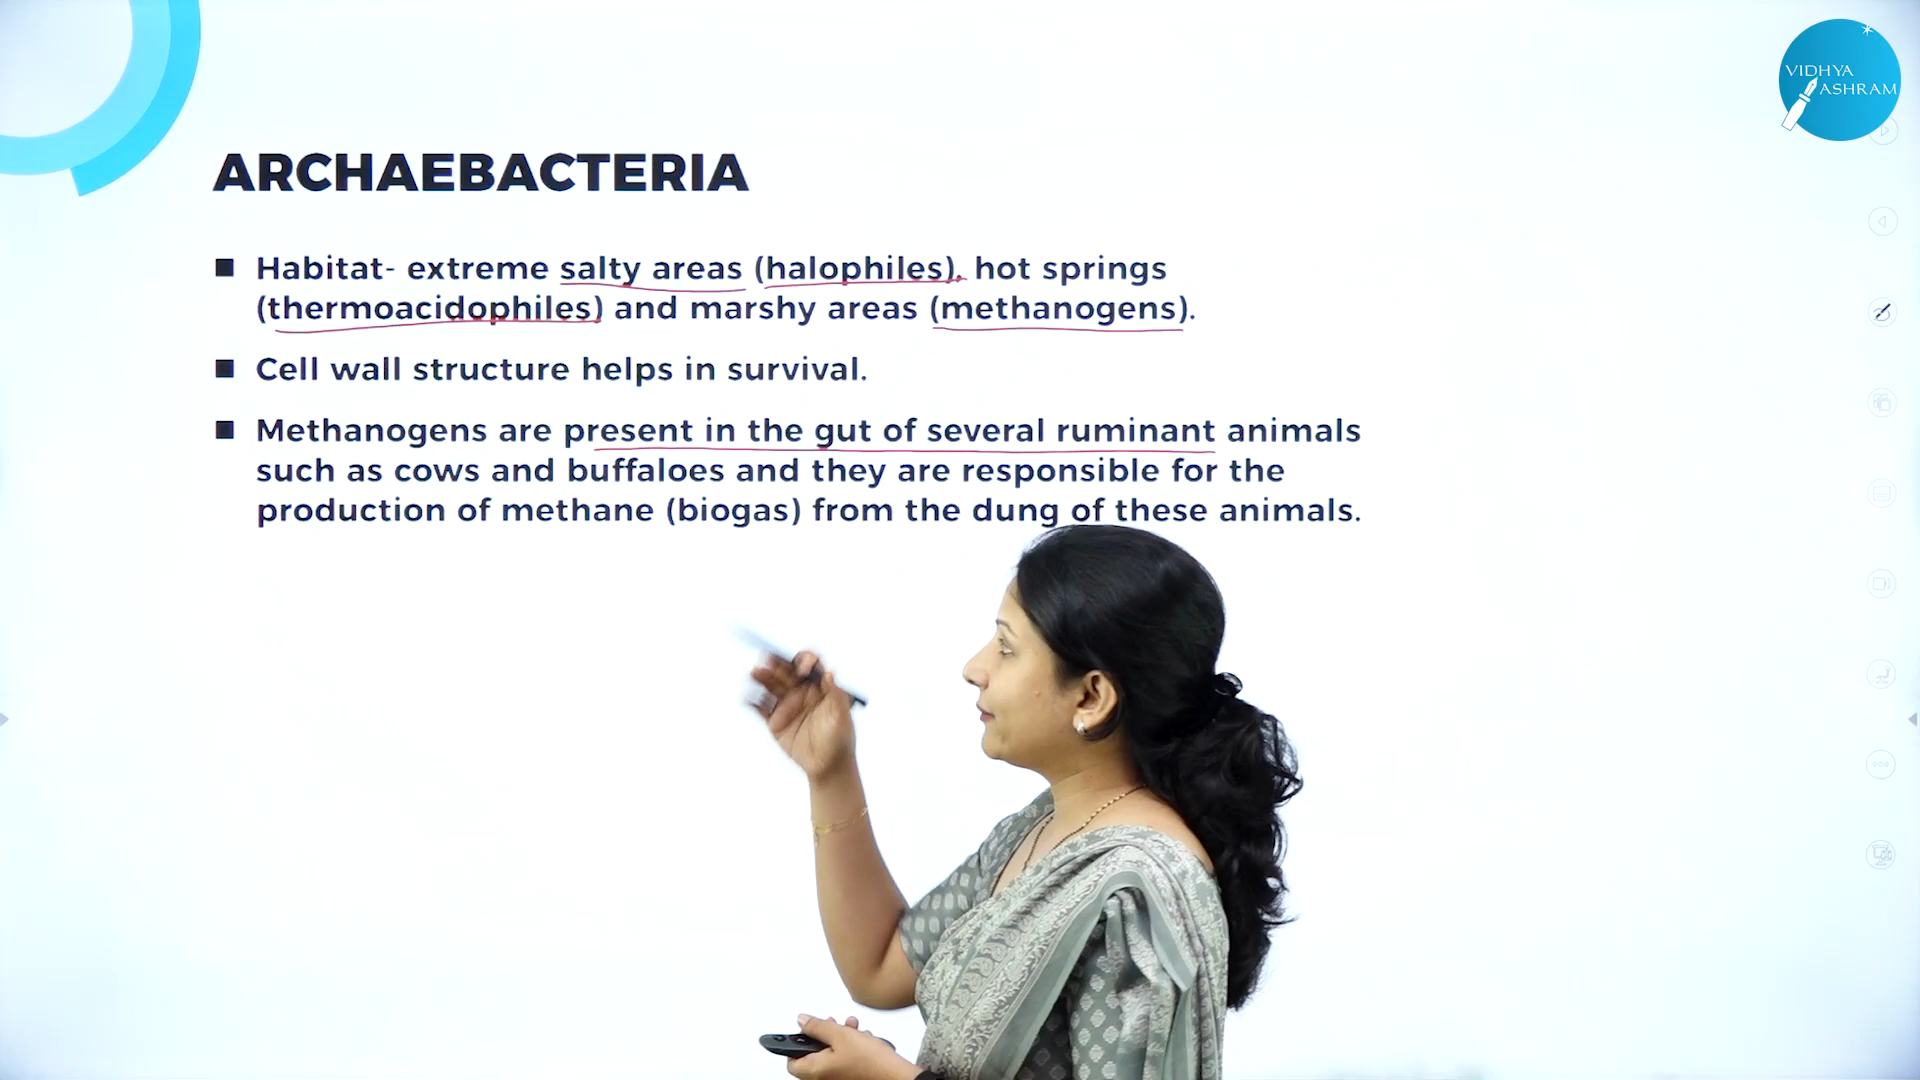 VIDHYA
ASHRAM
ARCHAEBACTERIA
■ Habitat- extreme salty areas (halophiles), hot springs
(thermoacidophiles) and marshy areas (methanogens).
■ Cell wall structure helps in survival.
■ Methanogens are present in the gut of several ruminant animals
such as cows and buffaloes and they are responsible for the
production of methane (biogas) from the dung of these animals.